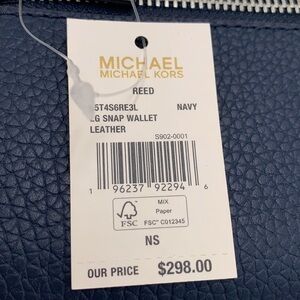 MICHAEL
MICHAEL KORS
REED
5T4S6RE3L NAVY
LG SNAP WALLET
LEATHER
S902-0001
1 96237 92294 6
FSC
MIX
Paper
FSC® C012345
NS
OUR PRICE $298.00